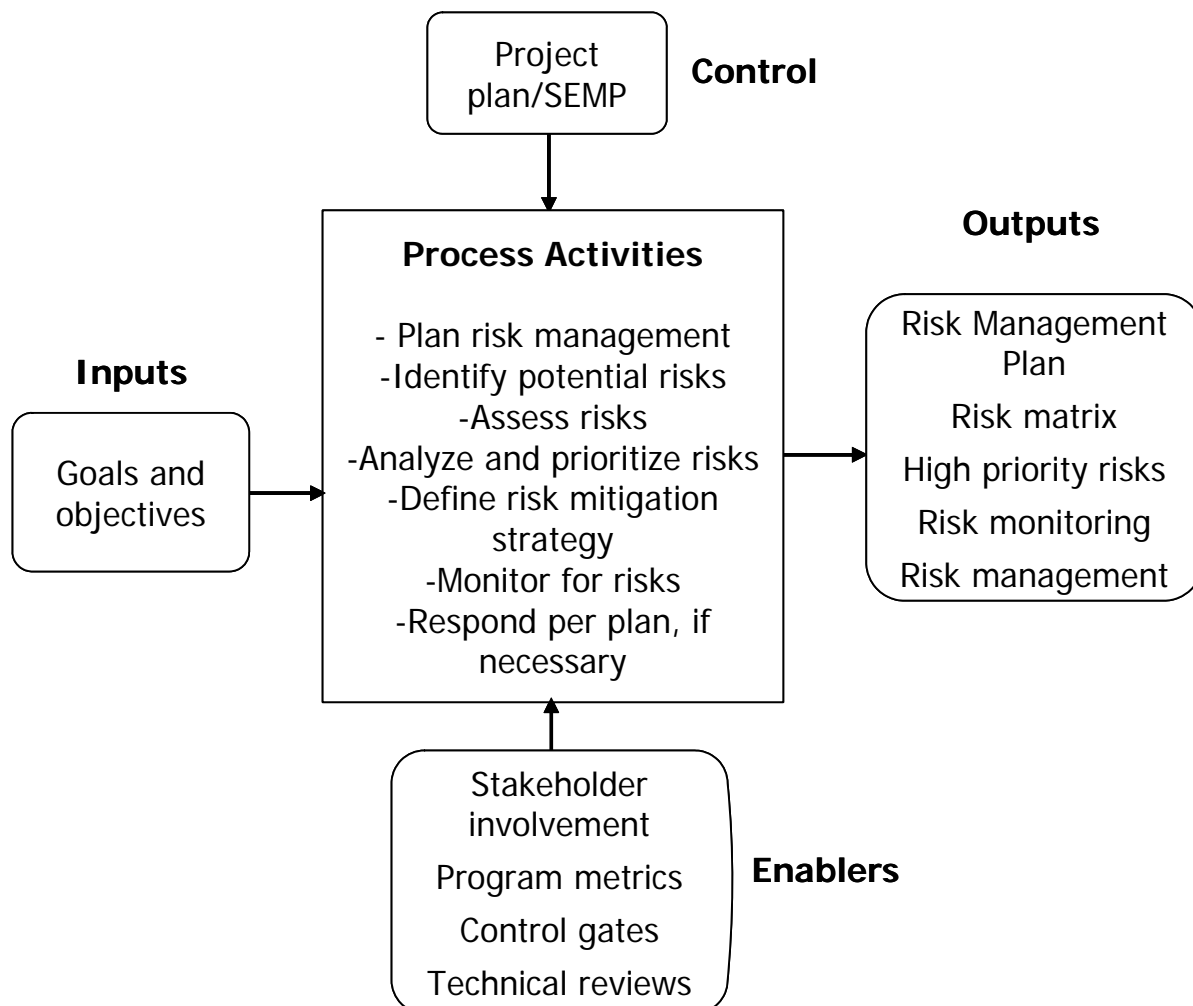 Project
plan/SEMP
Control
Process Activities
- Plan risk management
-Identify potential risks
-Assess risks
-Analyze and prioritize risks
-Define risk mitigation
strategy
-Monitor for risks
-Respond per plan, if
necessary
Inputs
Goals and
objectives
Outputs
Risk Management
Plan
Risk matrix
High priority risks
Risk monitoring
Risk management
Stakeholder
involvement
Program metrics
Control gates
Technical reviews
Enablers